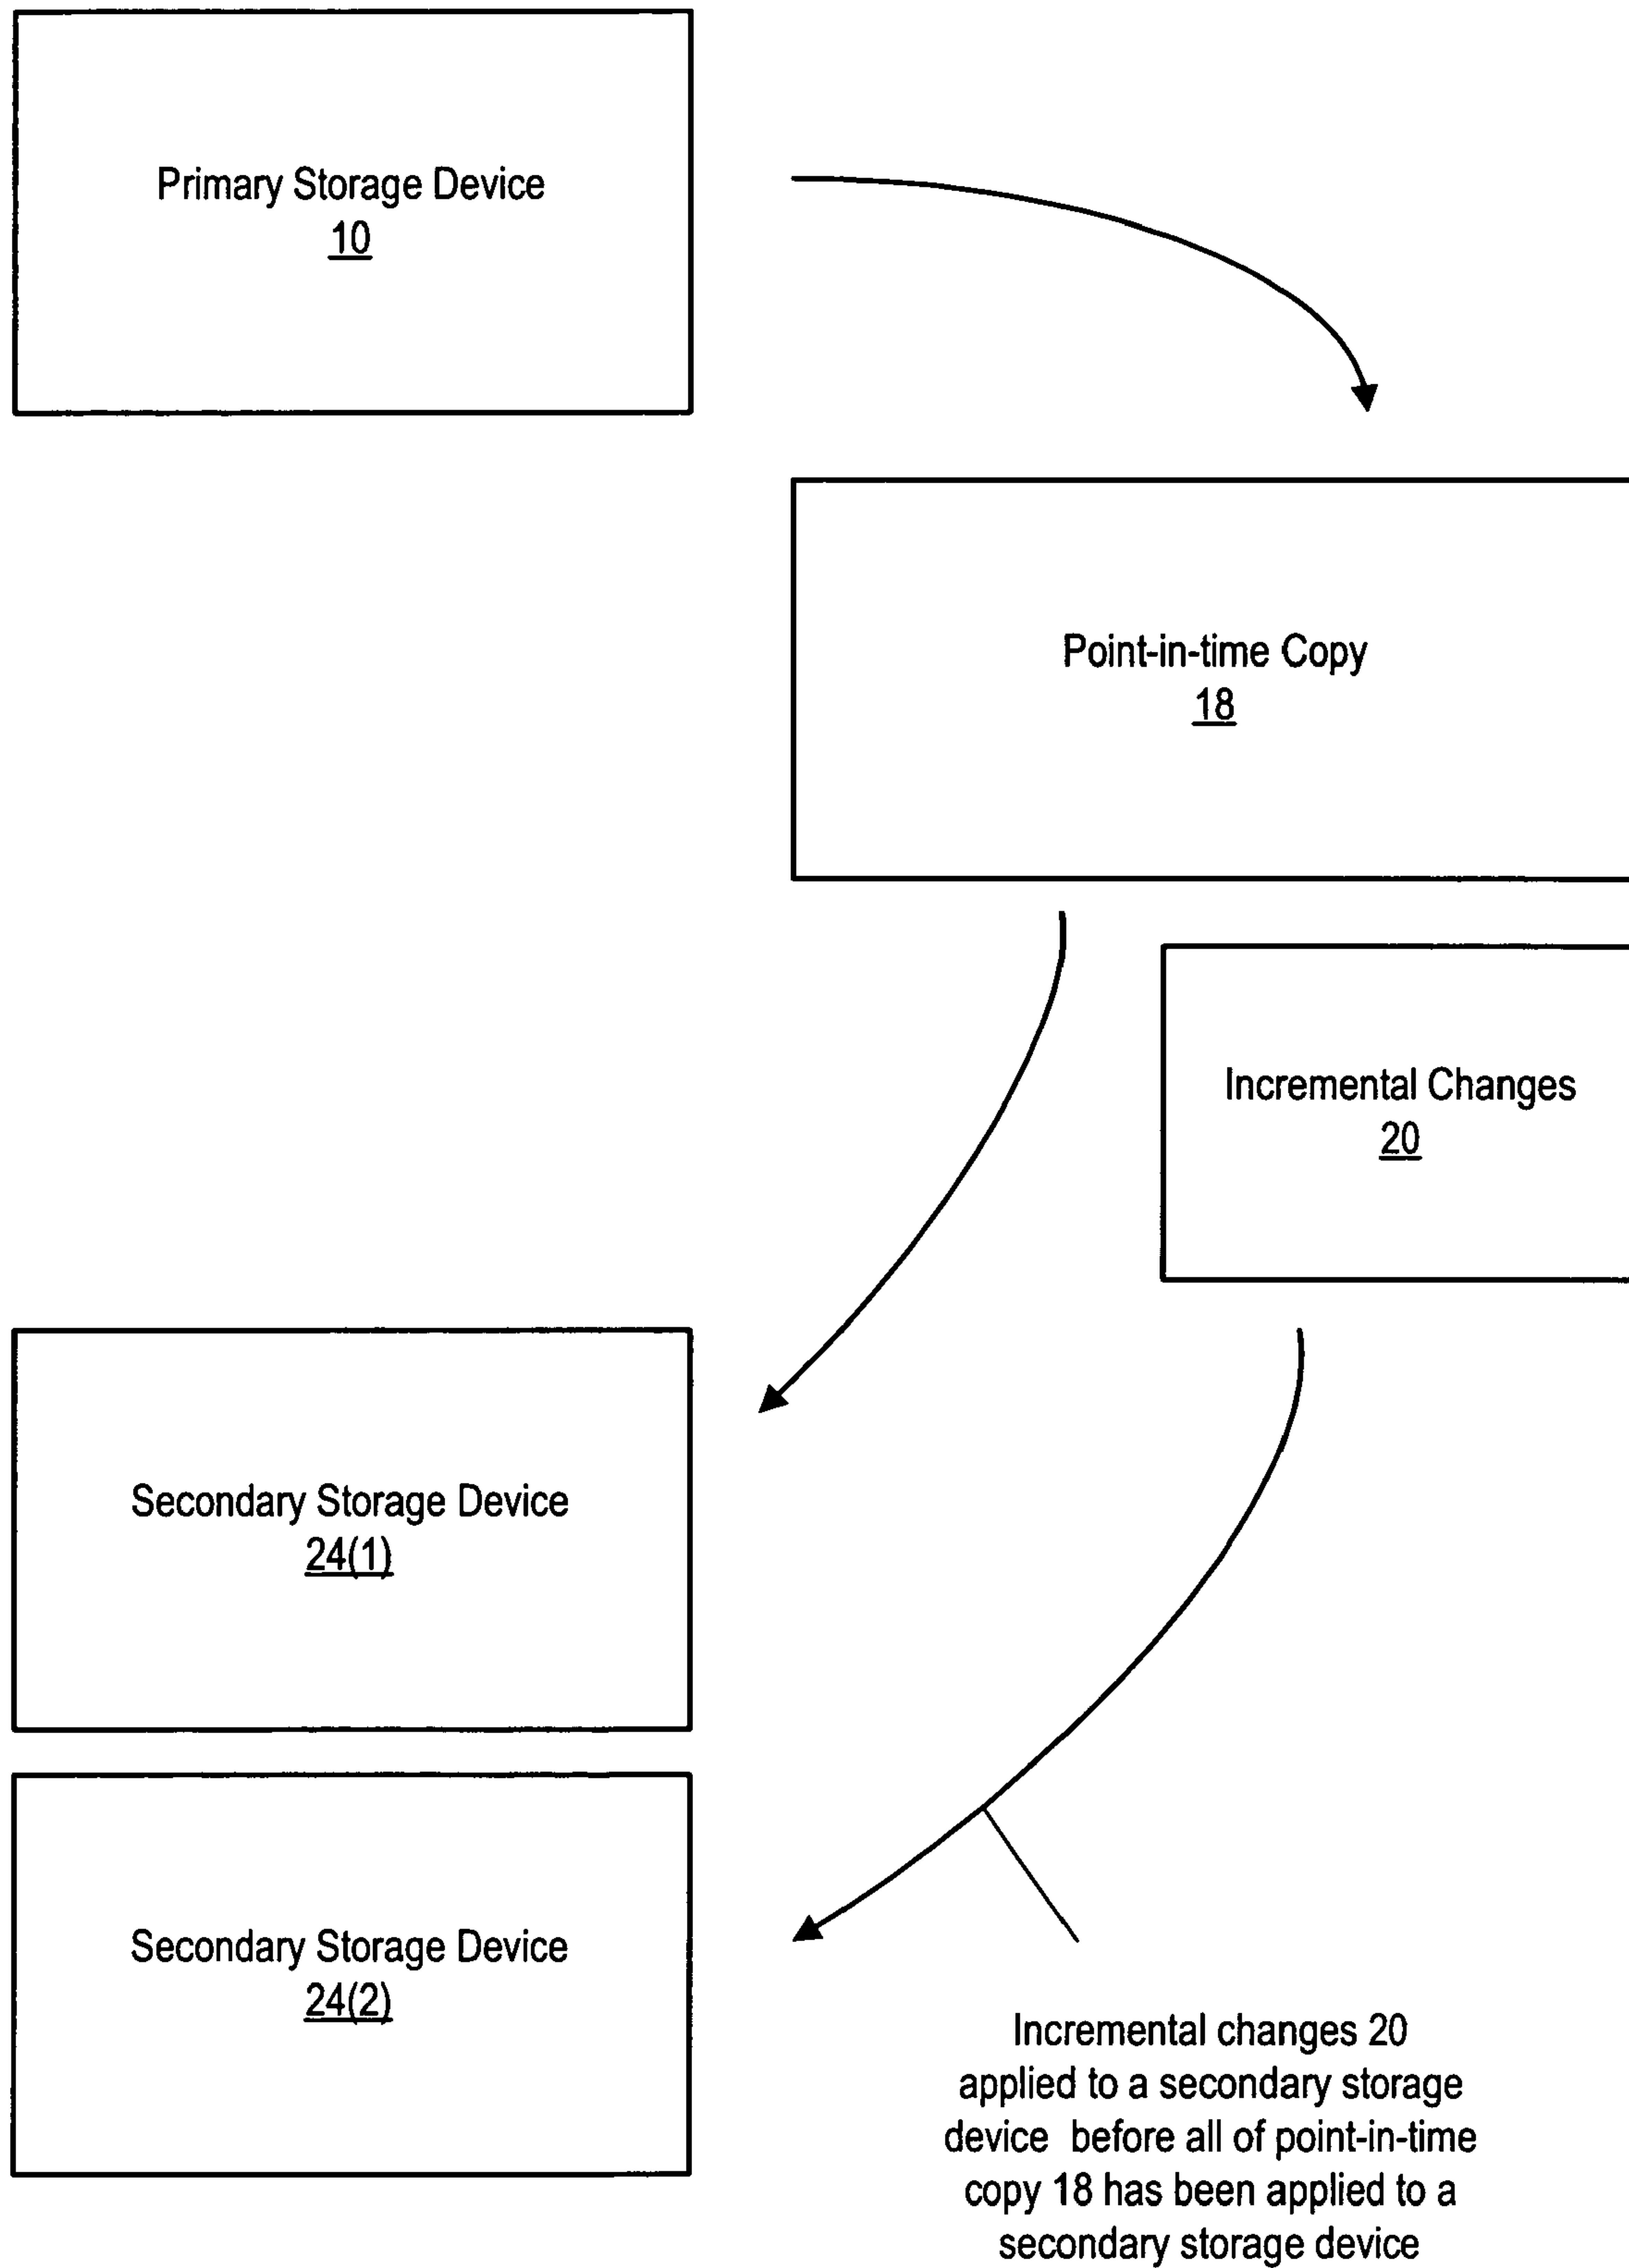 Primary Storage Device
10
Point-in-time Copy
18
Incremental Changes
20
Secondary Storage Device
24(1)
Secondary Storage Device
24(2)
Incremental changes 20
applied to a secondary storage
device before all of point-in-time
copy 18 has been applied to a
secondary storage device